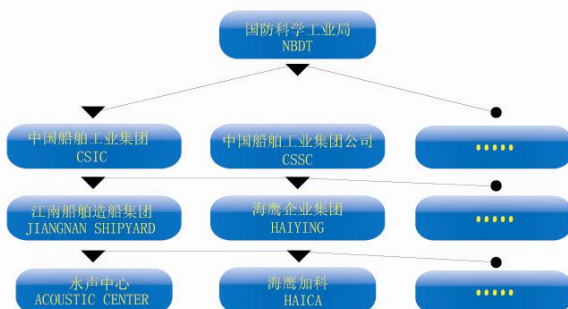 国防科学工业局
NBDT
中国船舶工业集团
CSIC
中国船舶工业集团公司
CSSC
.....
江南船舶造船集团
JIANGNAN SHIPYARD
海鹰企业集团
HAIYING
.....
水声中心
ACOUSTIC CENTER
海鹰加科
HAICA
.....